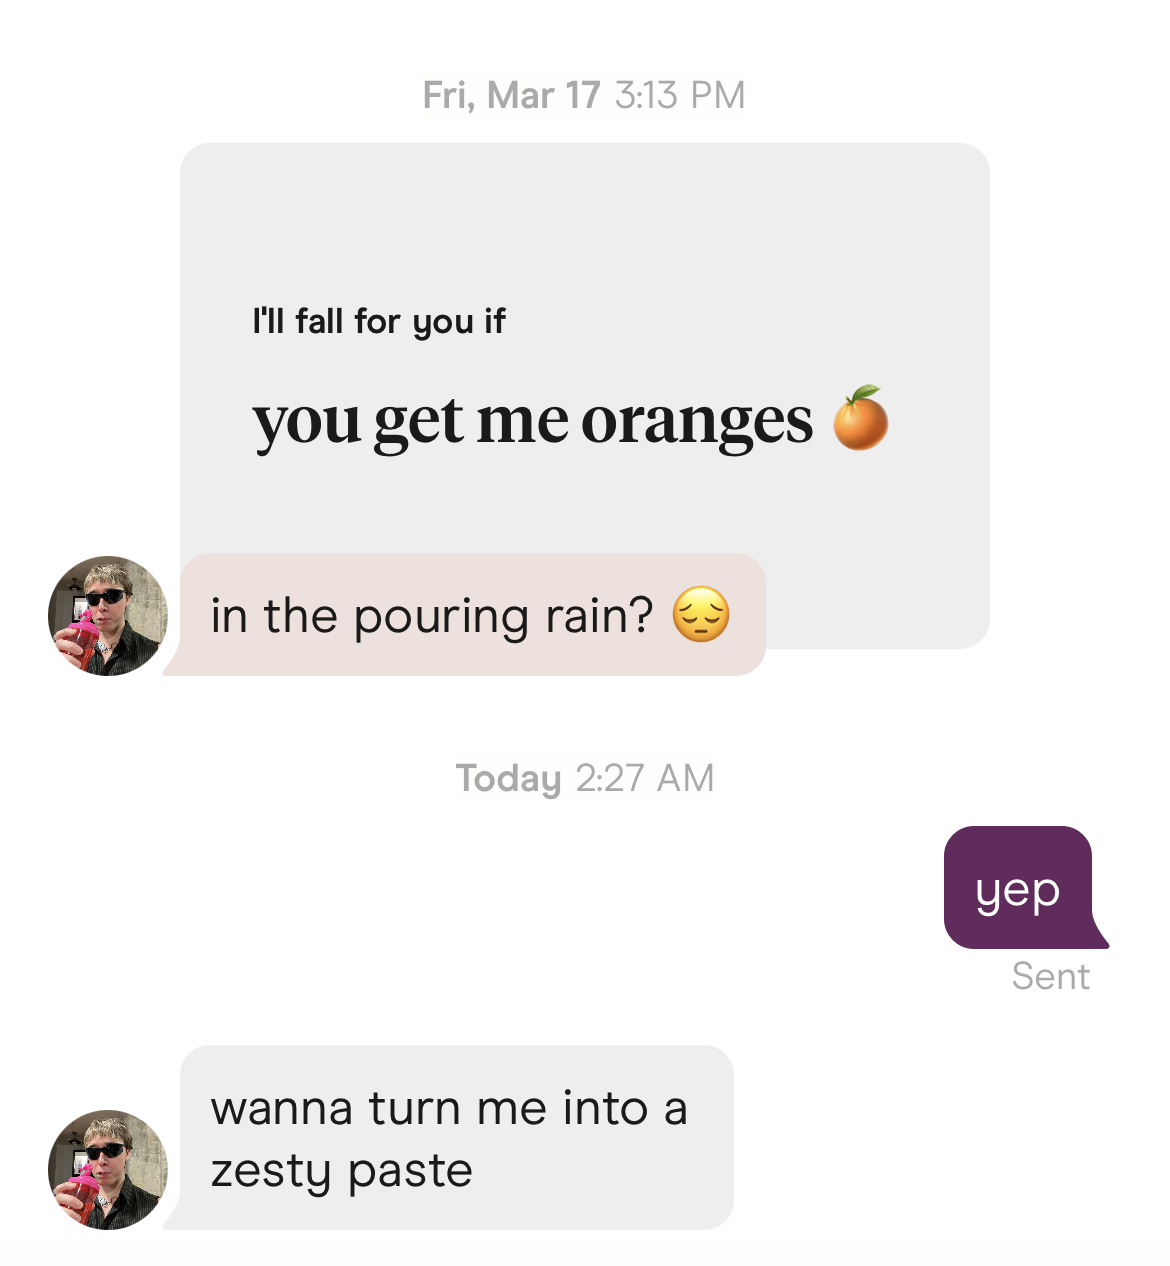 Fri, Mar 17 3:13 PM
I'll fall for you if
you get me oranges 🍊
in the pouring rain? 😔
Today 2:27 AM
yep
Sent
wanna turn me into a
zesty paste